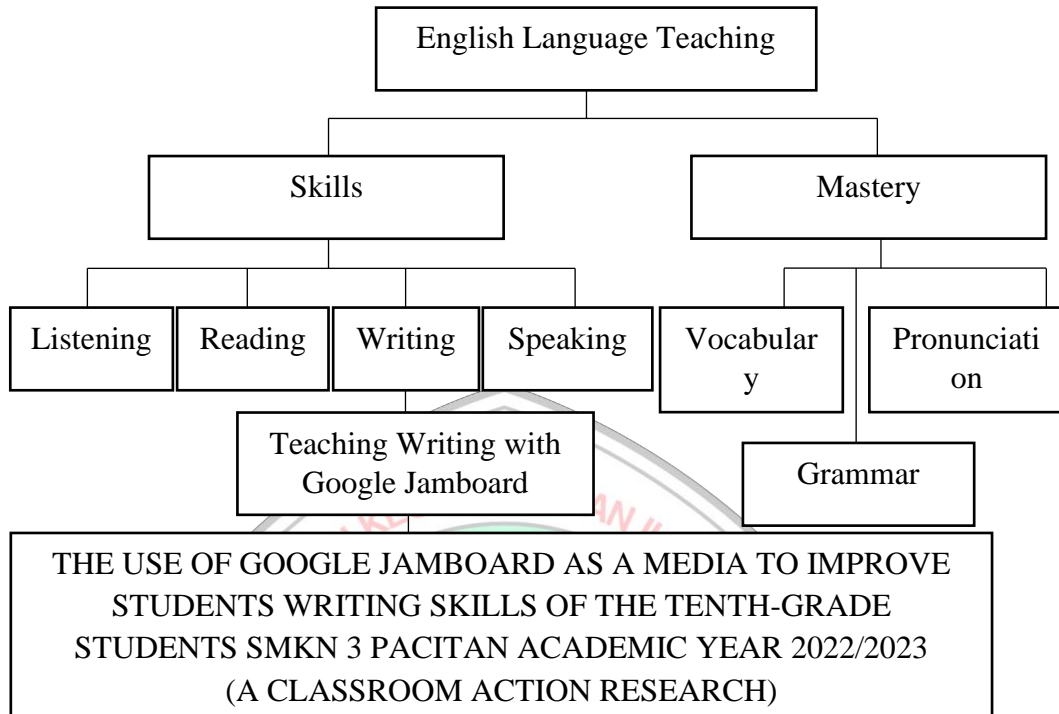 English Language Teaching
Skills
Mastery
Listening
Reading
Writing
Speaking
Vocabular
y
Pronunciati
on
Teaching Writing with
Google Jamboard
Grammar
THE USE OF GOOGLE JAMBOARD AS A MEDIA TO IMPROVE
STUDENTS WRITING SKILLS OF THE TENTH-GRADE
STUDENTS SMKN 3 PACITAN ACADEMIC YEAR 2022/2023
(A CLASSROOM ACTION RESEARCH)